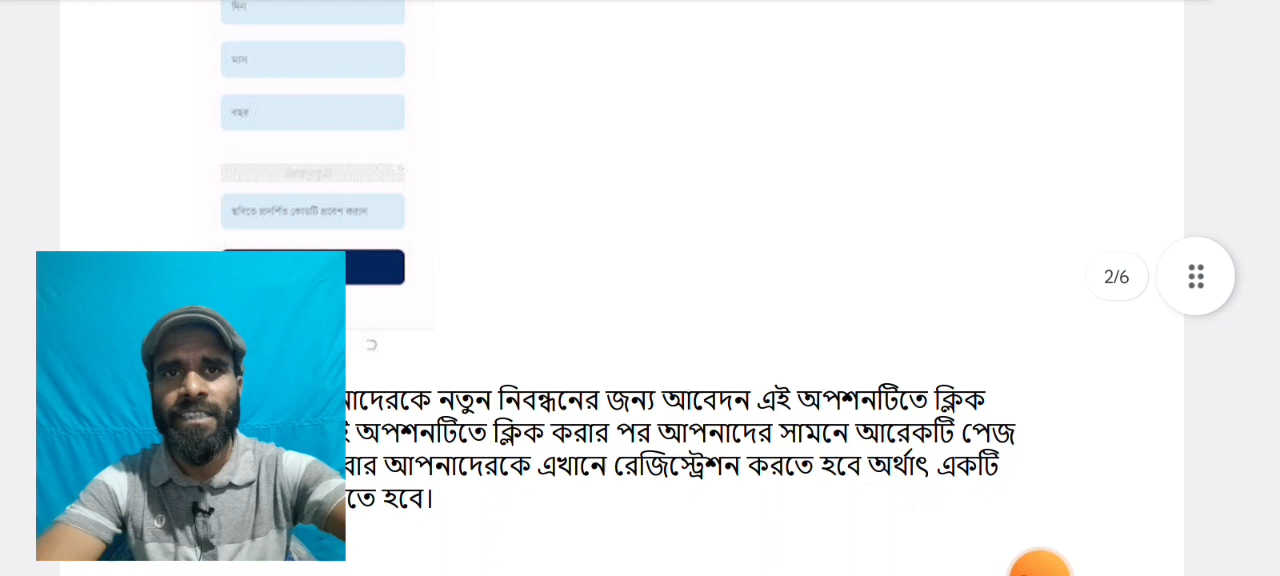 দিন
মাস
বছর
ছবিতে প্রদর্শিত কোডটি প্রবেশ করান
2/6
নতুন নিবন্ধনের জন্য আবেদন এই অপশনটিতে ক্লিক
অপশনটিতে ক্লিক করার পর আপনাদের সামনে আরেকটি পেজ
আপনাদেরকে এখানে রেজিস্ট্রেশন করতে হবে অর্থাৎ একটি
হবে।